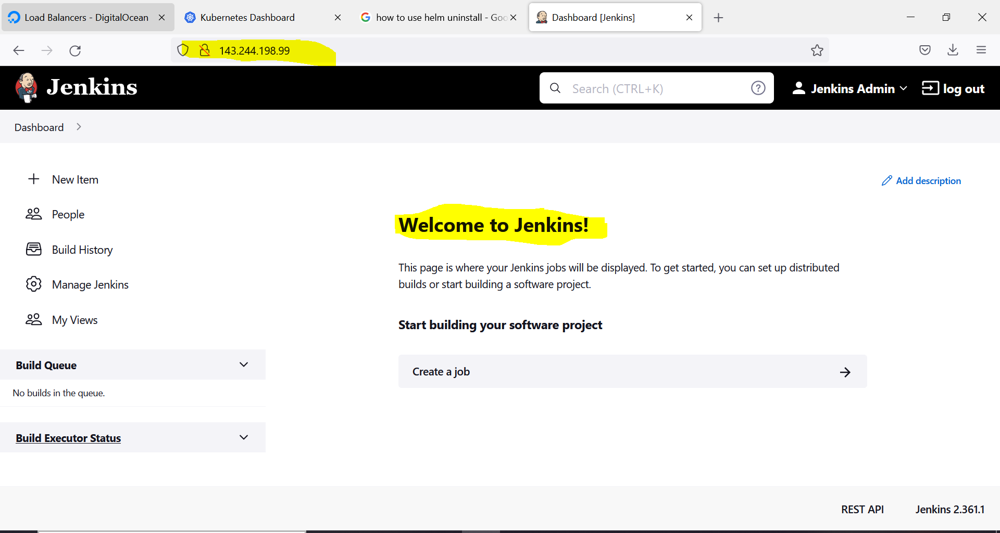 Load Balancers - DigitalOcean
Kubernetes Dashboard
how to use helm uninstall - Goo
Dashboard [Jenkins]
143.244.198.99
Jenkins
Search (CTRL+K)
Jenkins Admin
log out
Dashboard
New Item
People
Build History
Manage Jenkins
My Views
Build Queue
No builds in the queue.
Build Executor Status
Add description
Welcome to Jenkins!
This page is where your Jenkins jobs will be displayed. To get started, you can set up distributed
builds or start building a software project.
Start building your software project
Create a job
REST API
Jenkins 2.361.1